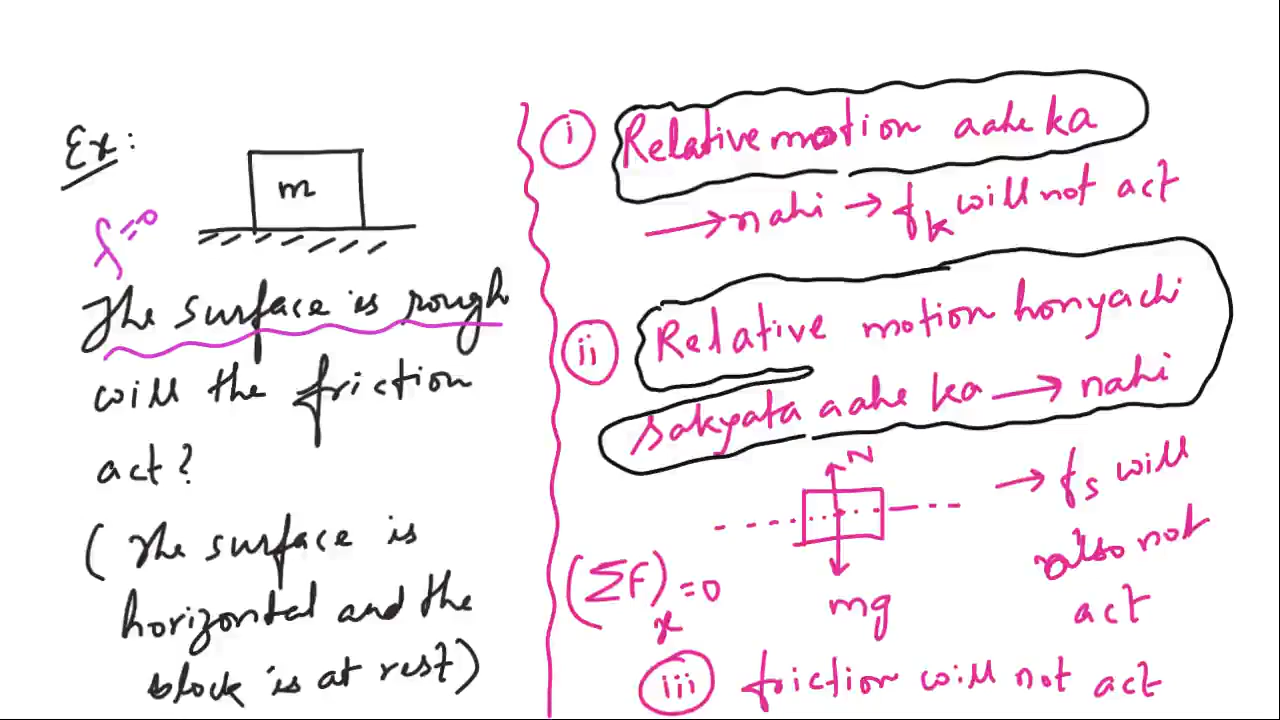 Ex:
m
f=0
The surface is rough
will the friction
act?
( The surface is
horizontal and the
block is at rest)
i Relative motion aahe ka
→ nahi → fk will not act
ii Relative motion honyachi
sakyata aahe ka → nahi
N
→ fs will
also not
act
(ΣF)x = 0
mg
iii friction will not act